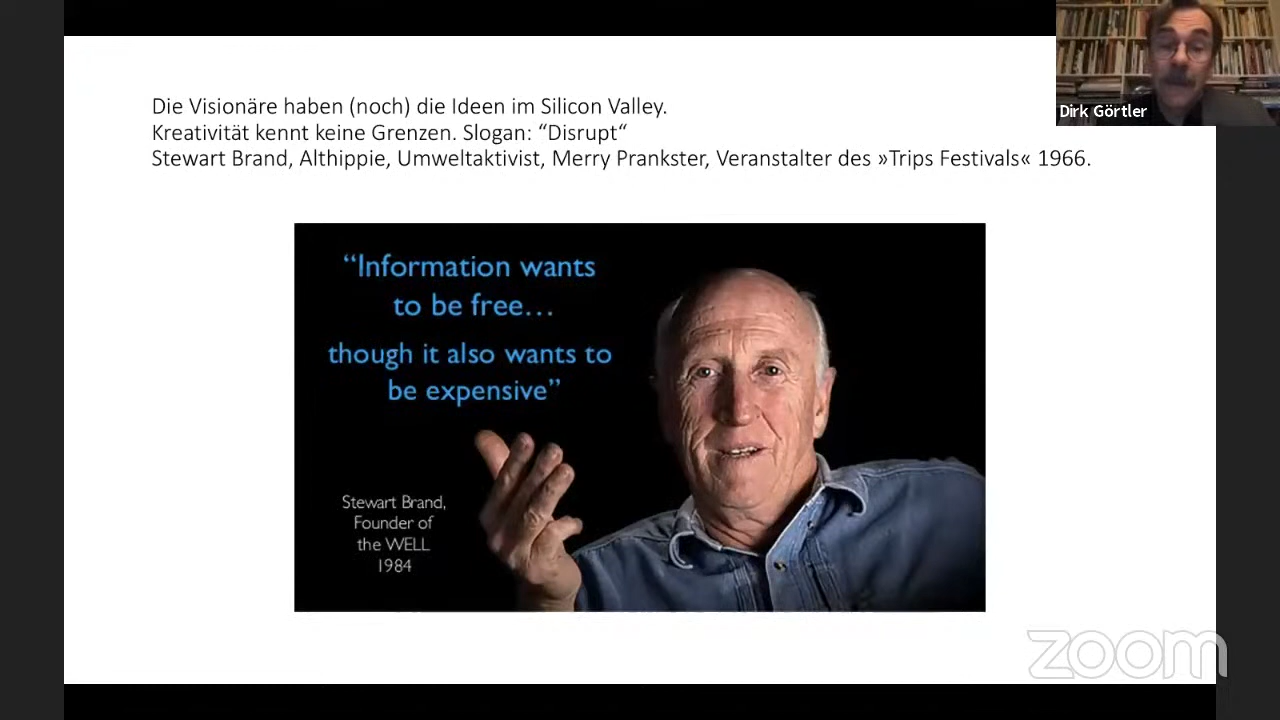 Die Visionäre haben (noch) die Ideen im Silicon Valley.
Kreativität kennt keine Grenzen. Slogan: “Disrupt“
Stewart Brand, Althippie, Umweltaktivist, Merry Prankster, Veranstalter des »Trips Festivals« 1966.
Dirk Görtler
“Information wants
to be free…
though it also wants to
be expensive”
Stewart Brand,
Founder of
the WELL
1984
zoom